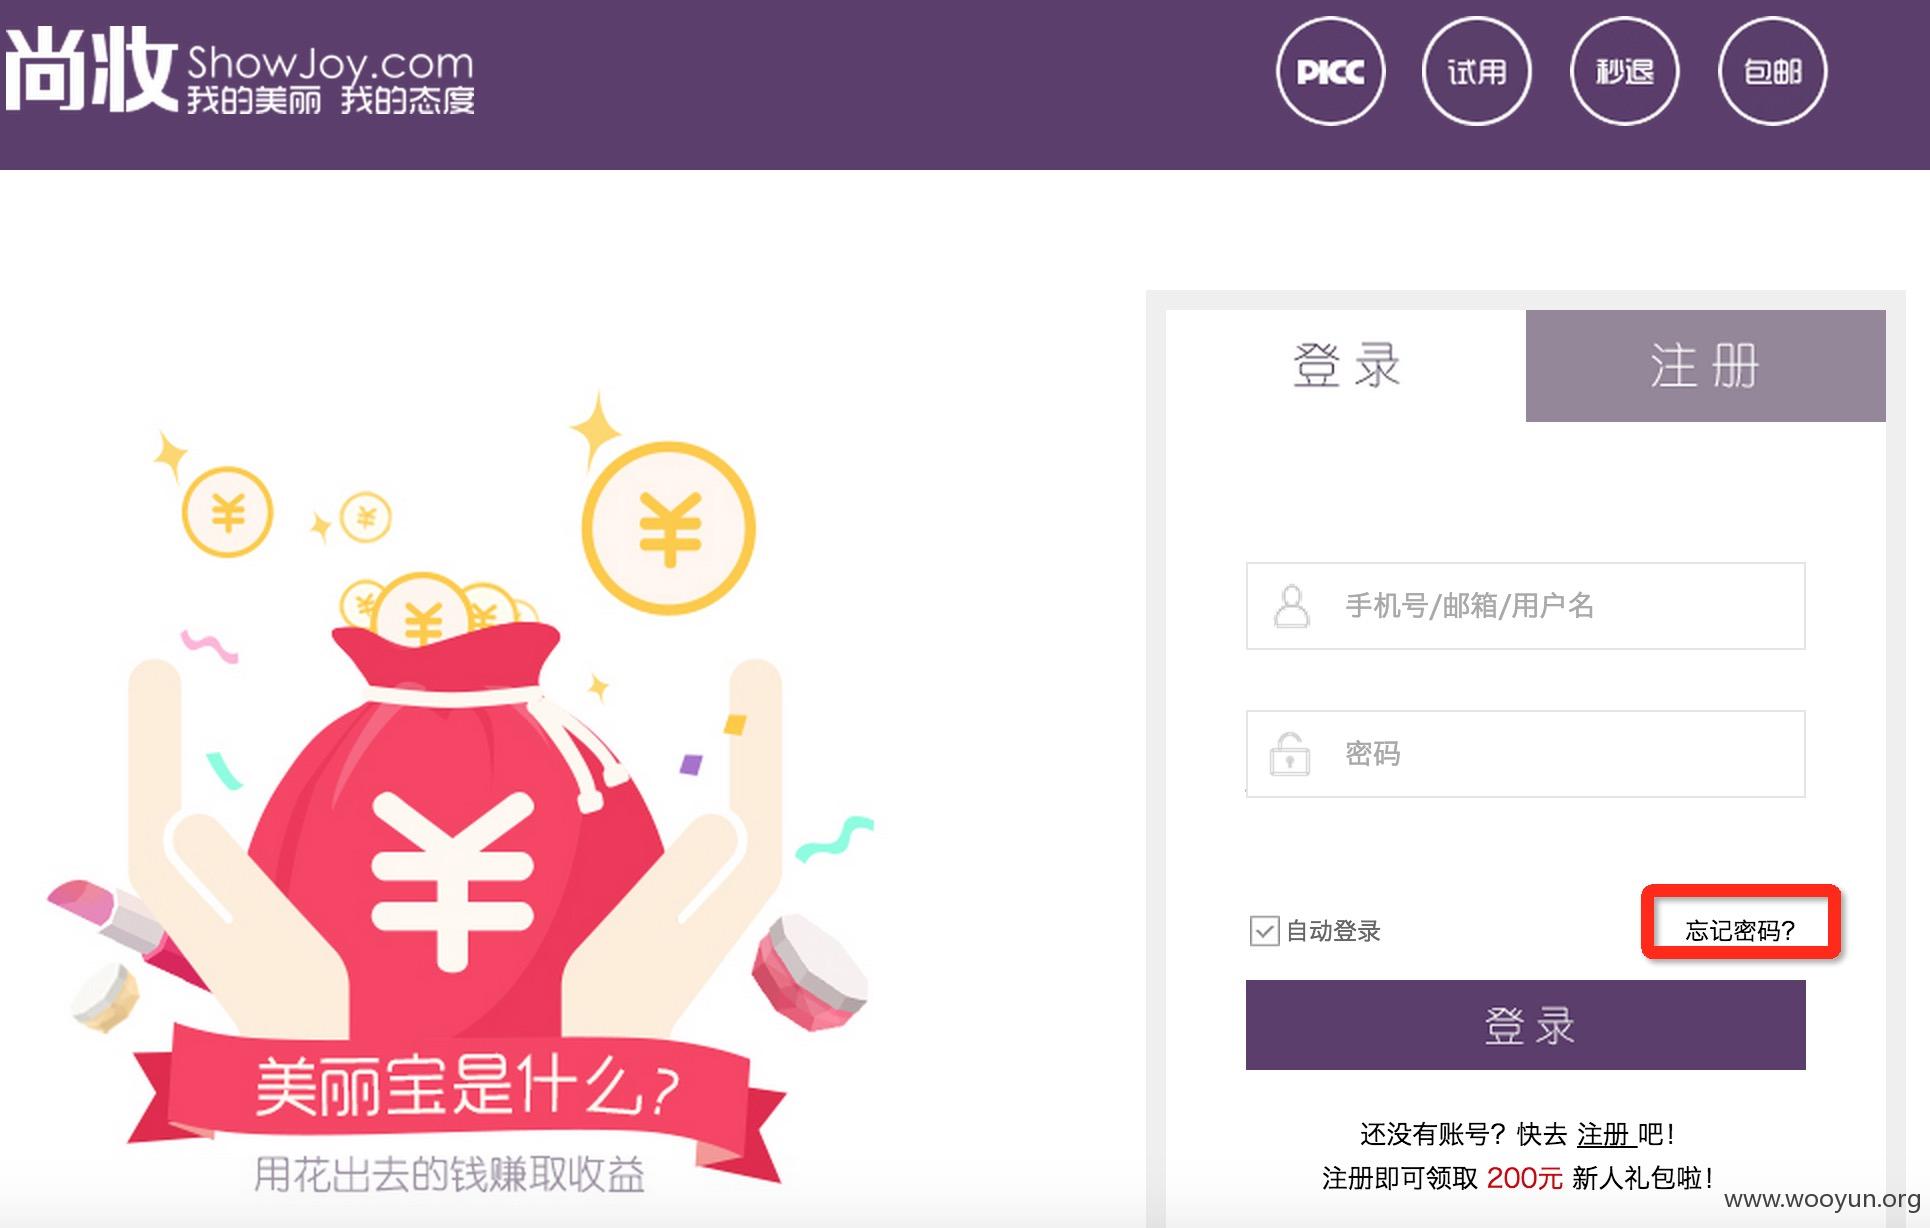 尚妆 ShowJoy.com
我的美丽 我的态度
PICC 试用 秒退 包邮
登录 注册
手机号/邮箱/用户名
密码
自动登录 忘记密码?
登录
还没有账号?快去 注册 吧!
注册即可领取 200元 新人礼包啦!
美丽宝是什么?
用花出去的钱赚取收益
www.wooyun.org